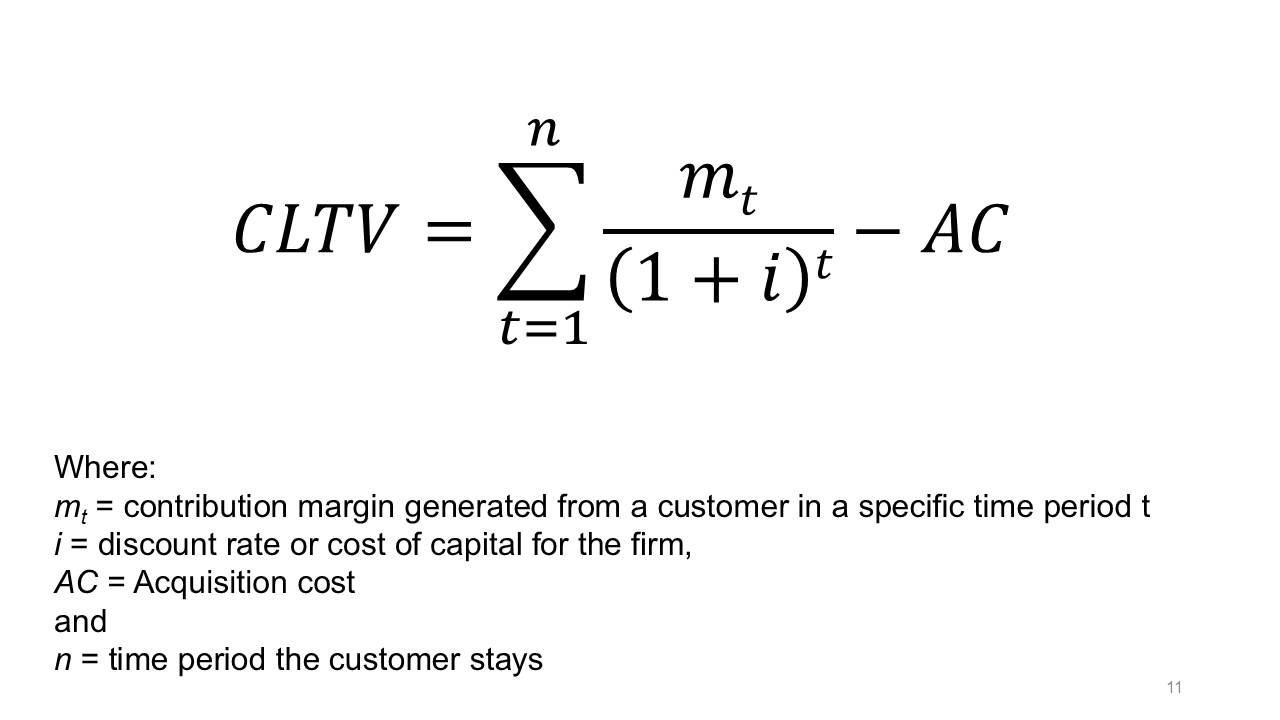 CLTV = \sum_{t=1}^{n} \frac{m_t}{(1 + i)^t} − AC
Where:
m_t = contribution margin generated from a customer in a specific time period t
i = discount rate or cost of capital for the firm,
AC = Acquisition cost
and
n = time period the customer stays
11